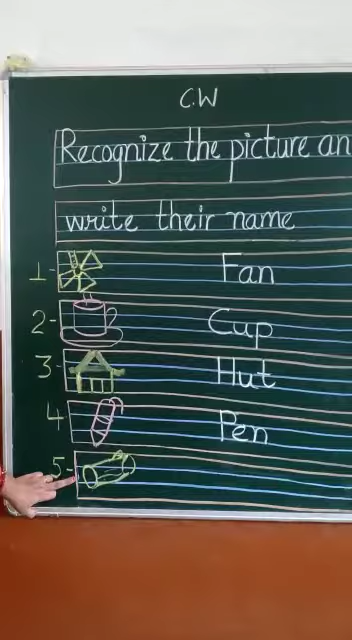 C.W
Recognize the picture an
write their name
1- Fan
2- Cup
3- Hut
4 Pen
5-